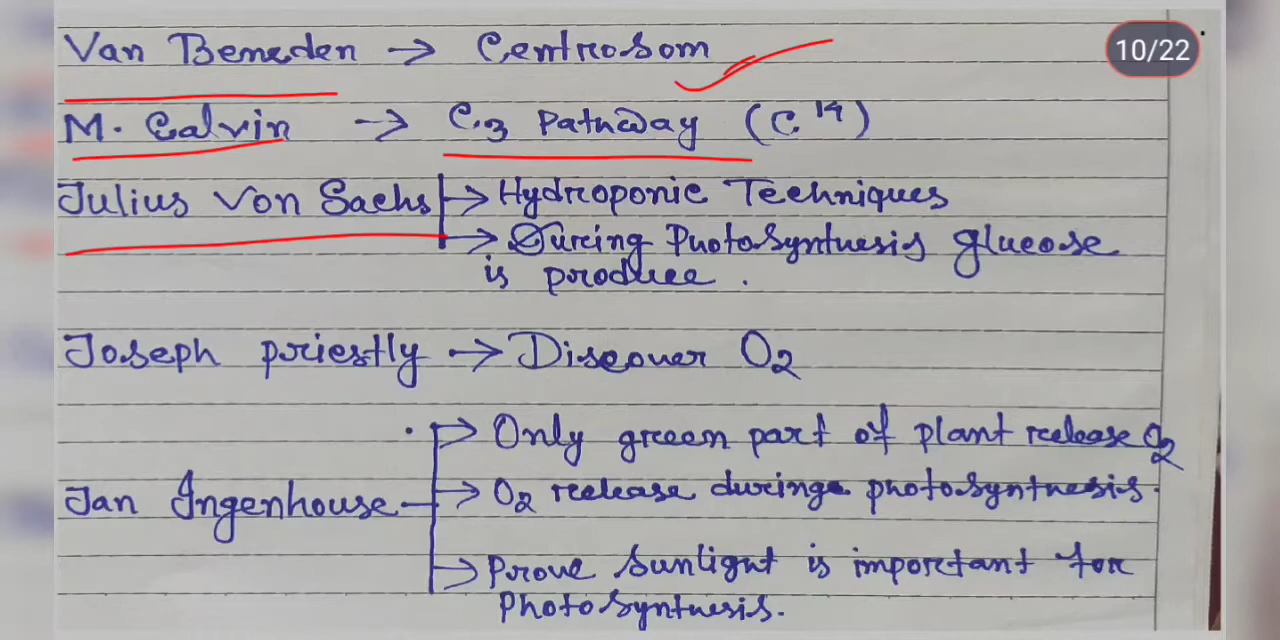 Van Beneden → Centrosom
10/22
M. Calvin → C3 Pathway (C14)
Julius Von Sachs → Hydroponic Techniques
→ During Photosynthesis glucose
is produce.
Joseph priestly → Discover O2
→ Only green part of plant release O2
Jan Ingenhouse → O2 release during photosynthesis.
→ Prove Sunlight is important for
Photosynthesis.